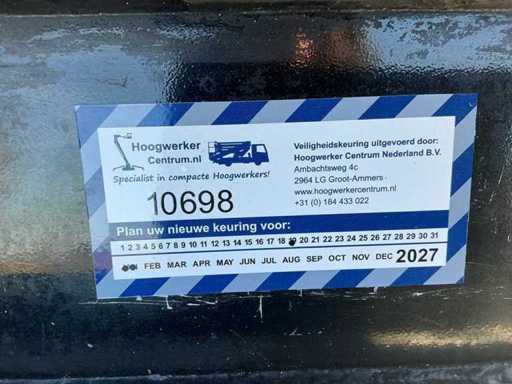 Hoogwerker
Centrum.nl
Specialist in compacte Hoogwerkers!
10698
Veiligheidskeuring uitgevoerd door:
Hoogwerker Centrum Nederland B.V.
Ambachtsweg 4c
2964 LG Groot-Ammers
www.hoogwerkercentrum.nl
+31 (0) 184 433 022
Plan uw nieuwe keuring voor:
1 2 3 4 5 6 7 8 9 10 11 12 13 14 15 16 17 18 20 21 22 23 24 25 26 27 28 29 30 31
FEB MAR APR MAY JUN JUL AUG SEP OCT NOV DEC 2027